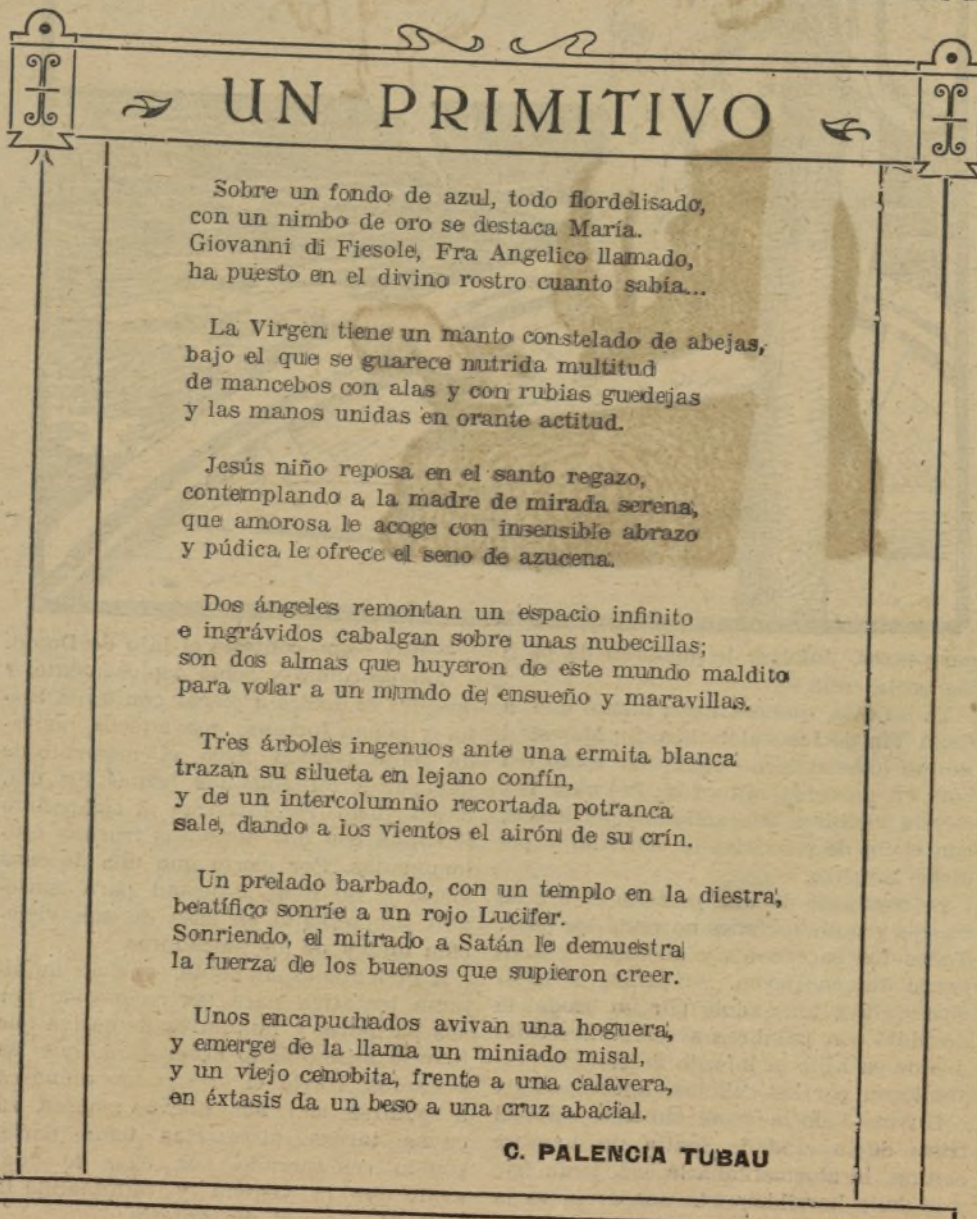 UN PRIMITIVO
Sobre un fondo de azul, todo flordelisado,
con un nimbo de oro se destaca María.
Giovanni di Fiesole, Fra Angelico llamado,
ha puesto en el divino rostro cuanto sabía...
La Virgen tiene un manto constelado de abejas,
bajo el que se guarece nutrida multitud
de mancebos con alas y con rubias guedejas
y las manos unidas en orante actitud.
Jesús niño reposa en el santo regazo,
contemplando a la madre de mirada serena,
que amorosa le acoge con insensible abrazo
y púdica le ofrece el seno de azucena.
Dos ángeles remontan un espacio infinito
e ingrávidos cabalgan sobre unas nubecillas;
son dos almas que huyeron de este mundo maldito
para volar a un mundo de ensueño y maravillas.
Tres árboles ingenuos ante una ermita blanca
trazan su silueta en lejano confín,
y de un intercolumnio recortada potranca
sale, dando a los vientos el airón de su crín.
Un prelado barbado, con un templo en la diestra,
beatífico sonríe a un rojo Lucifer.
Sonriendo, el mitrado a Satán le demuestra
la fuerza de los buenos que supieron creer.
Unos encapuchados avivan una hoguera,
y emerge de la llama un miniado misal,
y un viejo cenobita, frente a una calavera,
en éxtasis da un beso a una cruz abacial.
C. PALENCIA TUBAU